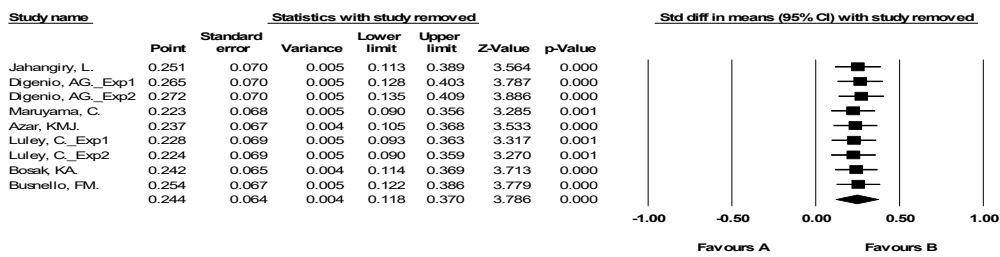 Study name Statistics with study removed Std diff in means (95% CI) with study removed
Standard Lower Upper
Point error Variance limit limit Z-Value p-Value
Jahangiry, L. 0.251 0.070 0.005 0.113 0.389 3.564 0.000
Digenio, AG._Exp1 0.265 0.070 0.005 0.128 0.403 3.787 0.000
Digenio, AG._Exp2 0.272 0.070 0.005 0.135 0.409 3.886 0.000
Maruyama, C. 0.223 0.068 0.005 0.090 0.356 3.285 0.001
Azar, KMJ. 0.237 0.067 0.004 0.105 0.368 3.533 0.000
Luley, C._Exp1 0.228 0.069 0.005 0.093 0.363 3.317 0.001
Luley, C._Exp2 0.224 0.069 0.005 0.090 0.359 3.270 0.001
Bosak, KA. 0.242 0.065 0.004 0.114 0.369 3.713 0.000
Busnello, FM. 0.254 0.067 0.005 0.122 0.386 3.779 0.000
0.244 0.064 0.004 0.118 0.370 3.786 0.000
-1.00 -0.50 0.00 0.50 1.00
Favours A Favours B